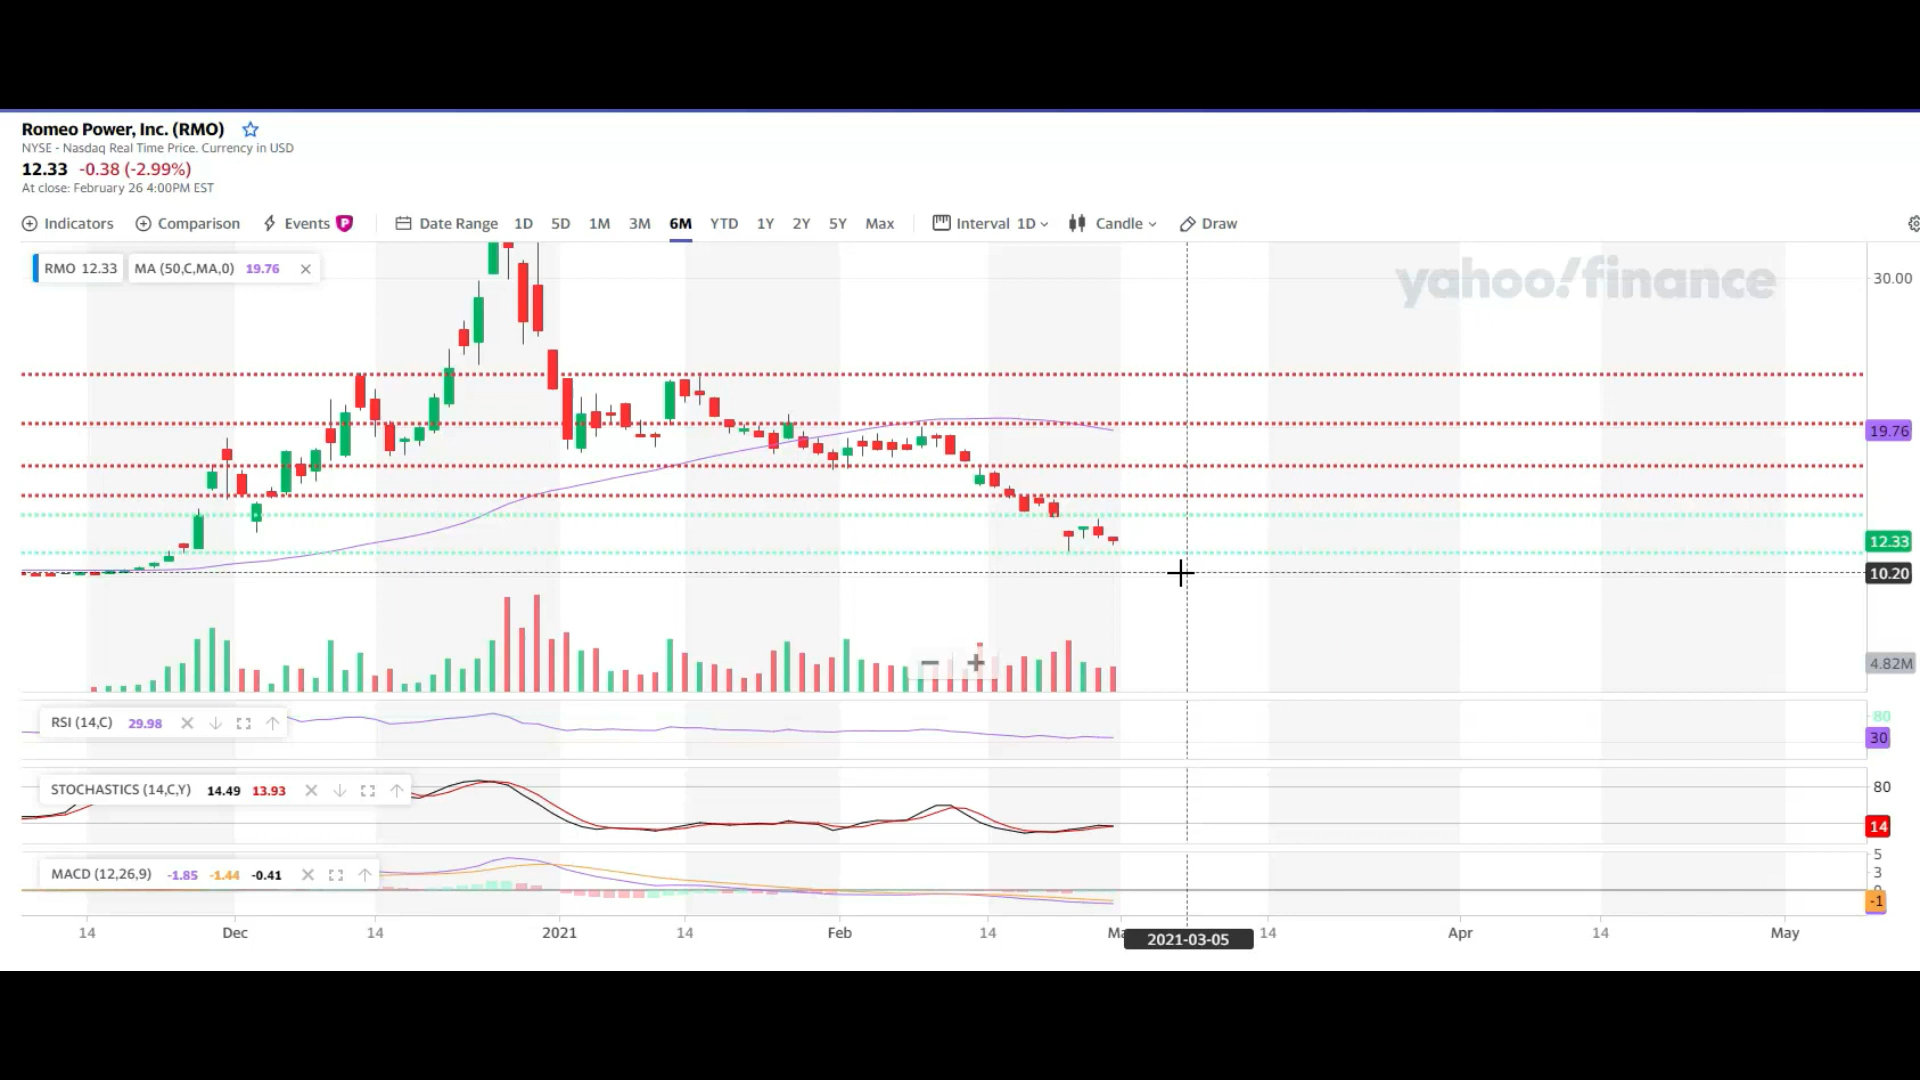 Romeo Power, Inc. (RMO)
NYSE - Nasdaq Real Time Price. Currency in USD
12.33 -0.38 (-2.99%)
At close: February 26 4:00PM EST
Indicators Comparison Events P Date Range 1D 5D 1M 3M 6M YTD 1Y 2Y 5Y Max Interval 1D Candle Draw
RMO 12.33 MA (50,C,MA,0) 19.76
yahoo!finance
30.00
19.76
12.33
10.20
4.82M
RSI (14,C) 29.98
80
30
STOCHASTICS (14,C,Y) 14.49 13.93
80
14
MACD (12,26,9) -1.85 -1.44 -0.41
5
3
-1
14 Dec 14 2021 14 Feb 14 2021-03-05 14 Apr 14 May